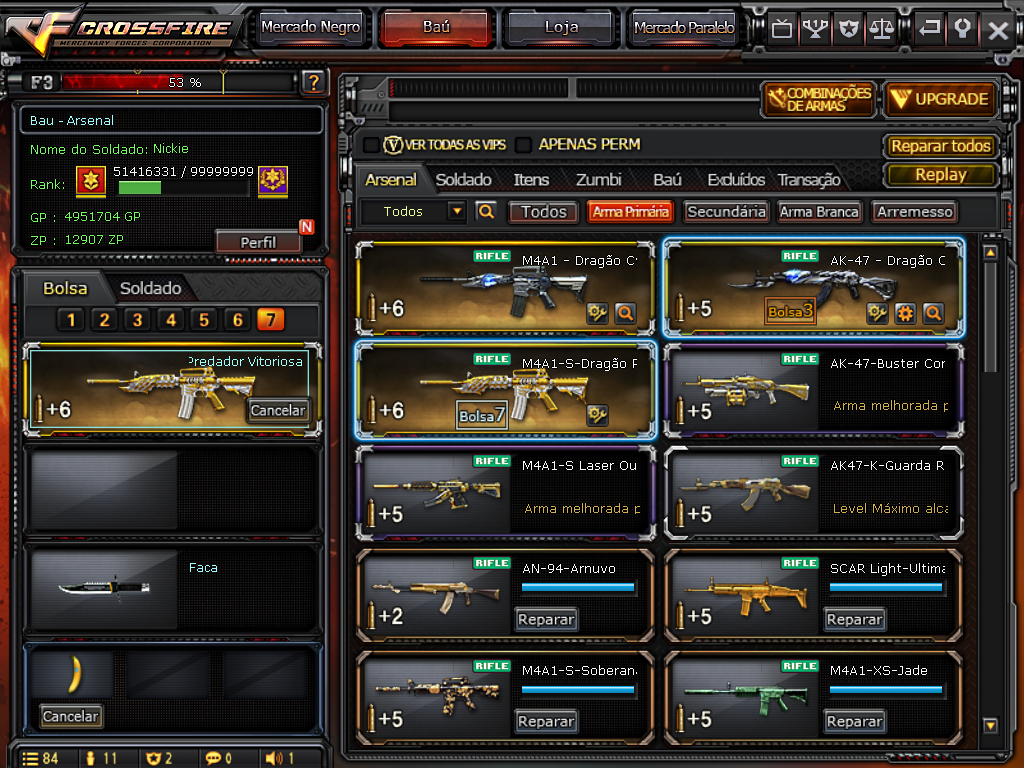 CROSSFIRE
MERCENARY FORCES CORPORATION
Mercado Negro
Baú
Loja
Mercado Paralelo
F3
53 %
?
Bau - Arsenal
Nome do Soldado: Nickie
Rank:
51416331 / 99999999
GP : 4951704 GP
ZP : 12907 ZP
Perfil
N
Bolsa
Soldado
1 2 3 4 5 6 7
Predador Vitoriosa
+6
Cancelar
Faca
Cancelar
84
11
2
0
1
COMBINAÇÕES
DE ARMAS
UPGRADE
V VER TODAS AS VIPS
APENAS PERM
Reparar todos
Replay
Arsenal
Soldado
Itens
Zumbi
Baú
Excluídos
Transação
Todos
Todos
Arma Primária
Secundária
Arma Branca
Arremesso
RIFLE
M4A1 - Dragão
+6
RIFLE
AK-47 - Dragão C
+5
Bolsa3
RIFLE
M4A1-S-Dragão
+6
Bolsa7
RIFLE
AK-47-Buster Cor
+5
Arma melhorada p
RIFLE
M4A1-S Laser Ou
+5
Arma melhorada p
RIFLE
AK47-K-Guarda R
+5
Level Máximo alca
RIFLE
AN-94-Arnuvo
+2
Reparar
RIFLE
SCAR Light-Ultima
+5
Reparar
RIFLE
M4A1-S-Soberan
+5
Reparar
RIFLE
M4A1-XS-Jade
+5
Reparar